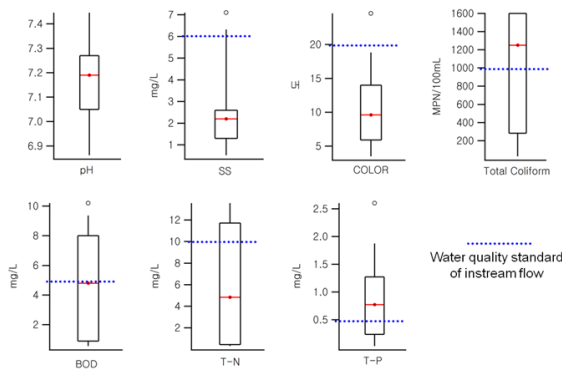 7.4
7.3
7.2
7.1
7.0
6.9
pH
mg/L
7
6
5
4
3
2
1
SS
도
20
15
10
5
COLOR
MPN/100mL
1600
1400
1200
1000
800
600
400
200
Total Coliform
mg/L
10
8
6
4
2
BOD
mg/L
12
10
8
6
4
2
T-N
mg/L
2.5
2.0
1.5
1.0
0.5
T-P
Water quality standard
of instream flow